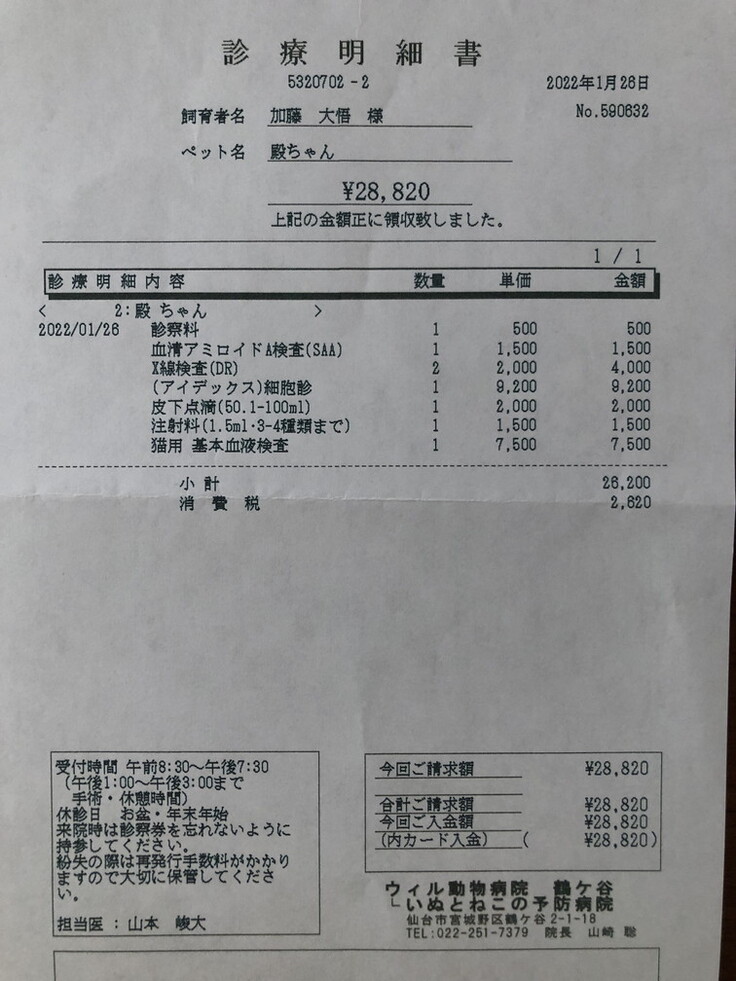 診療明細書
5320702-2
2022年1月26日
飼育者名 加藤 大悟 様
No.590632
ペット名 殿ちゃん
¥28,820
上記の金額正に領収致しました。
1 / 1
診療明細内容 数量 単価 金額
< 2:殿 ちゃん >
2022/01/26 診察料 1 500 500
血清アミロイドA検査(SAA) 1 1,500 1,500
X線検査(DR) 2 2,000 4,000
(アイデックス)細胞診 1 9,200 9,200
皮下点滴(50.1-100ml) 1 2,000 2,000
注射料(1.5ml・3-4種類まで) 1 1,500 1,500
猫用 基本血液検査 1 7,500 7,500
小計 26,200
消費税 2,620
受付時間 午前8:30～午後7:30
(午後1:00～午後3:00まで
手術・休憩時間)
休診日 お盆・年末年始
来院時は診察券を忘れないように
持参してください。
紛失の際は再発行手数料がかかり
ますので大切に保管してくださ
い。
担当医 : 山本 峻大
今回ご請求額 ¥28,820
合計ご請求額 ¥28,820
今回ご入金額 ¥28,820
(内カード入金) ( ¥28,820)
ウィル動物病院 鶴ケ谷
└いぬとねこの予防病院
仙台市宮城野区鶴ケ谷2-1-18
TEL:022-251-7379 院長 山崎 聡